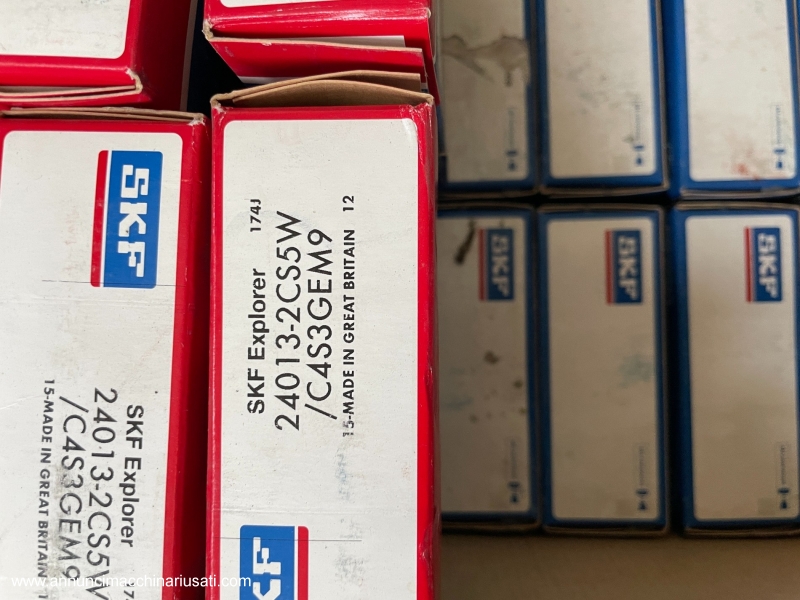 SKF
SKF Explorer
24013-2CS5W
/C4S3GEM9
15-MADE IN GREAT BRITAIN
SKF Explorer 174J
24013-2CS5W
/C4S3GEM9
15-MADE IN GREAT BRITAIN 12
SKF
SKF
SKF
SKF
www.annuncimacchinariusati.com